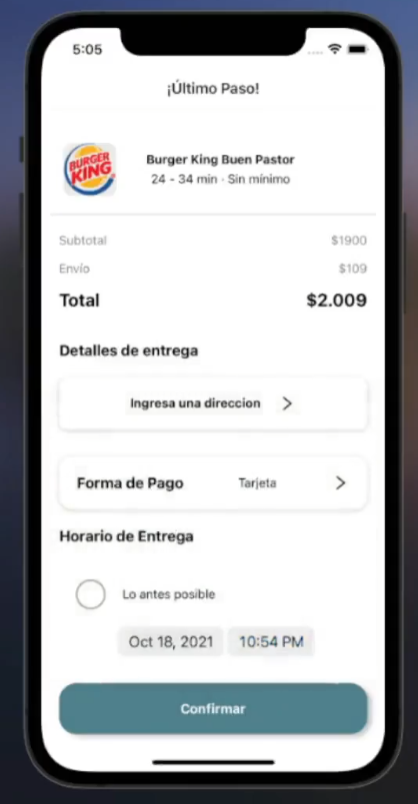 5:05
¡Último Paso!
BURGER
KING
Burger King Buen Pastor
24 - 34 min · Sin mínimo
Subtotal $1900
Envío $109
Total $2.009
Detalles de entrega
Ingresa una direccion
Forma de Pago Tarjeta
Horario de Entrega
Lo antes posible
Oct 18, 2021 10:54 PM
Confirmar